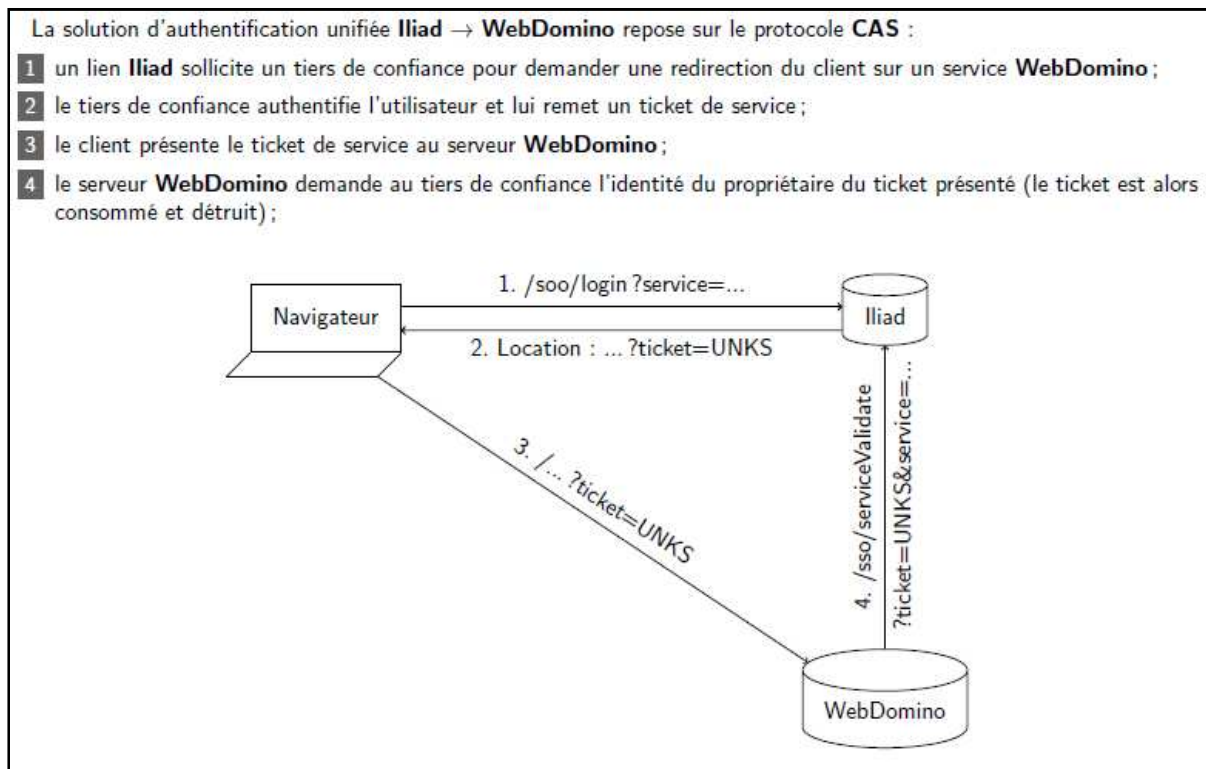 La solution d'authentification unifiée Iliad → WebDomino repose sur le protocole CAS :
1 un lien Iliad sollicite un tiers de confiance pour demander une redirection du client sur un service WebDomino ;
2 le tiers de confiance authentifie l'utilisateur et lui remet un ticket de service ;
3 le client présente le ticket de service au serveur WebDomino ;
4 le serveur WebDomino demande au tiers de confiance l'identité du propriétaire du ticket présenté (le ticket est alors
consommé et détruit) ;
1. /soo/login ?service=...
Navigateur
Iliad
2. Location : ... ?ticket=UNKS
3. /... ?ticket=UNKS
4. /sso/serviceValidate
?ticket=UNKS&service=...
WebDomino